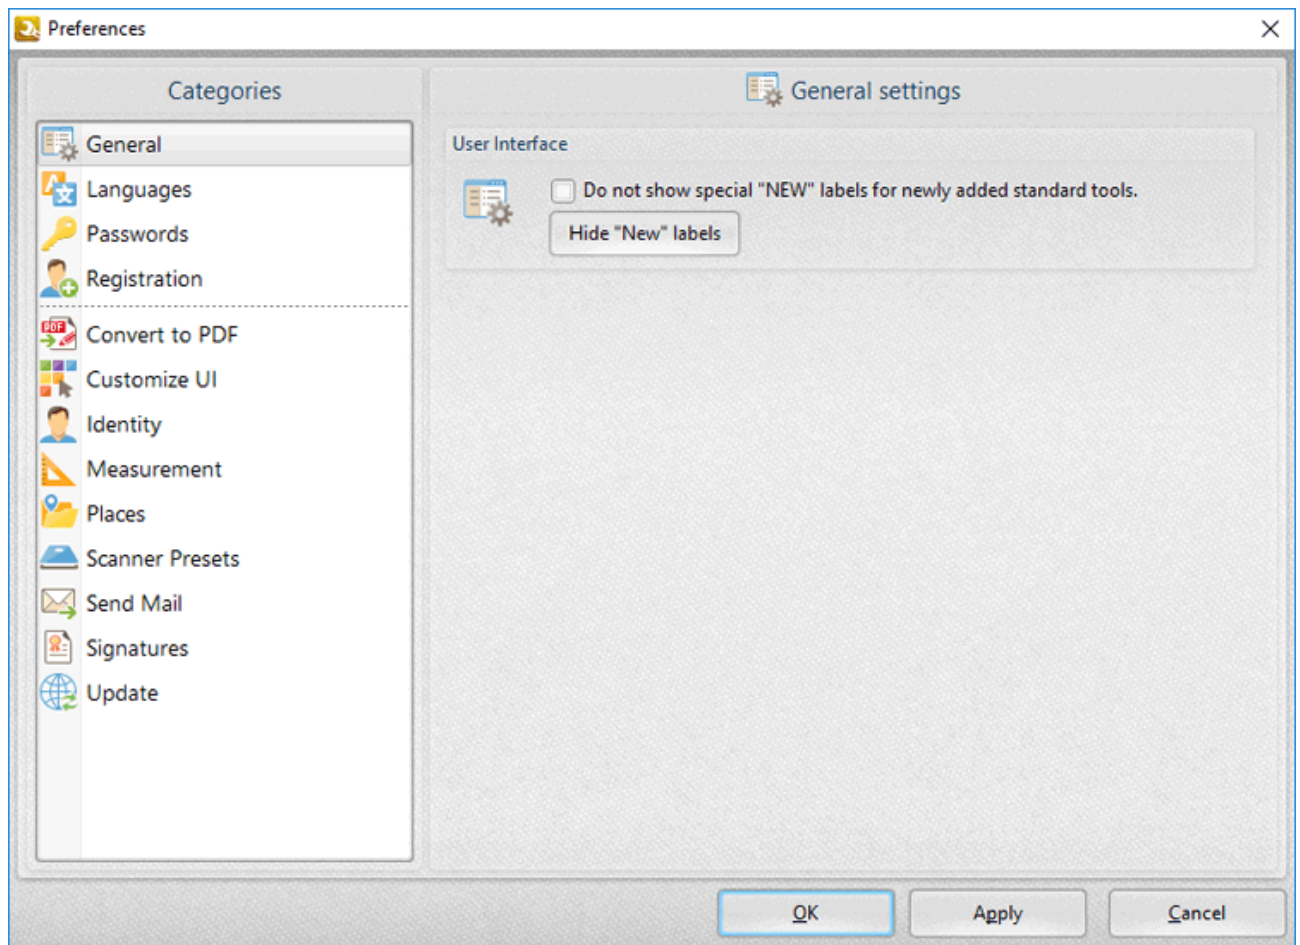 Preferences
Categories
General
Languages
Passwords
Registration
Convert to PDF
Customize UI
Identity
Measurement
Places
Scanner Presets
Send Mail
Signatures
Update
General settings
User Interface
Do not show special "NEW" labels for newly added standard tools.
Hide "New" labels
OK
Apply
Cancel